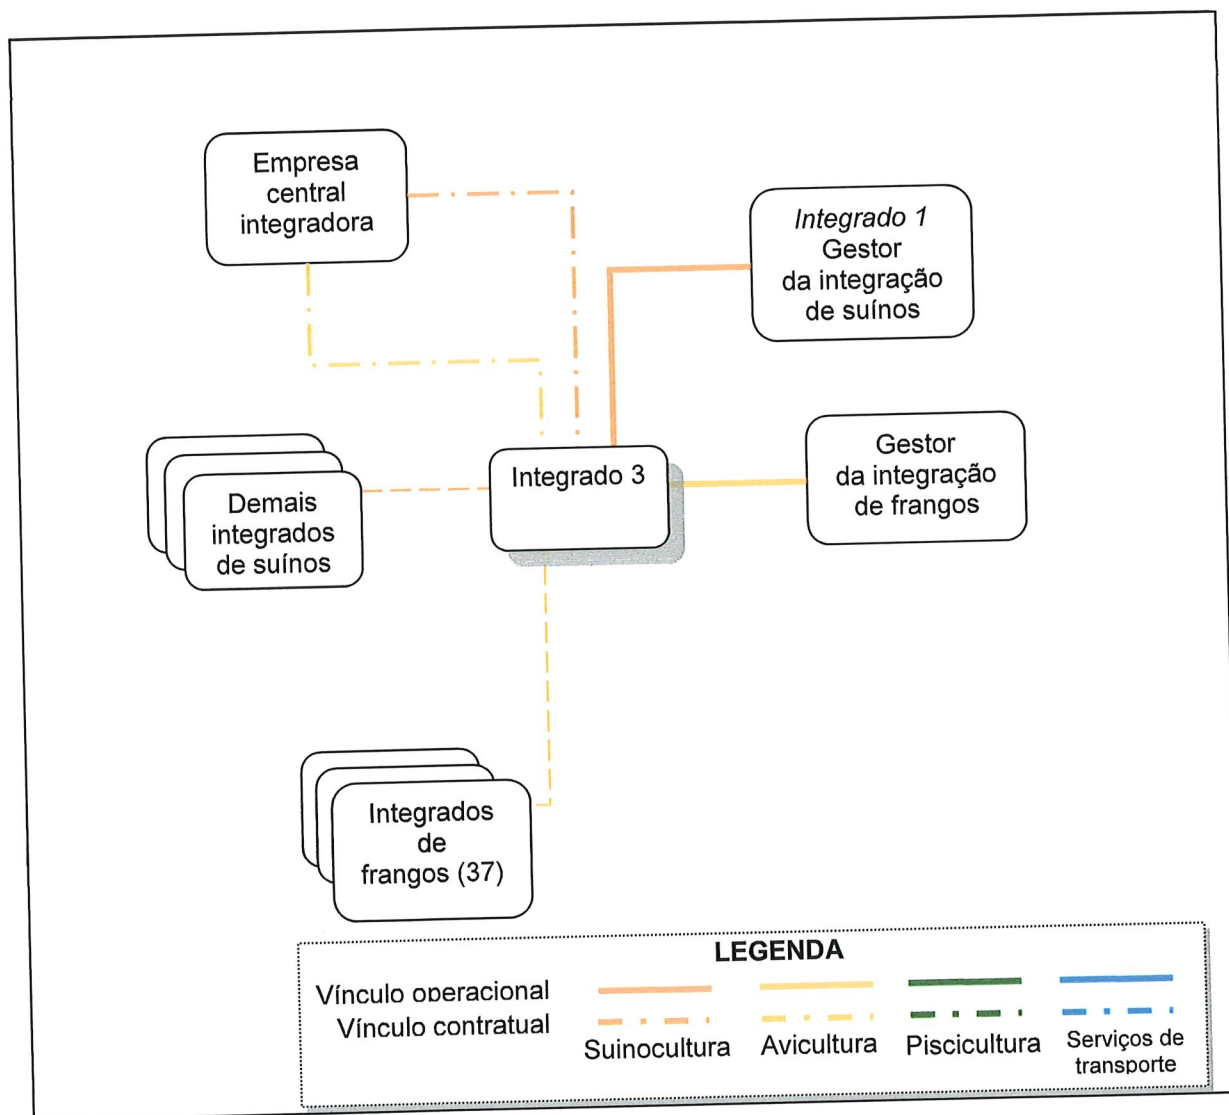 Empresa
central
integradora
Integrado 1
Gestor
da integração
de suínos
Integrado 3
Gestor
da integração
de frangos
Demais
integrados
de suínos
Integrados
de
frangos (37)
LEGENDA
Vínculo operacional
Vínculo contratual
Suinocultura
Avicultura
Piscicultura
Serviços de
transporte